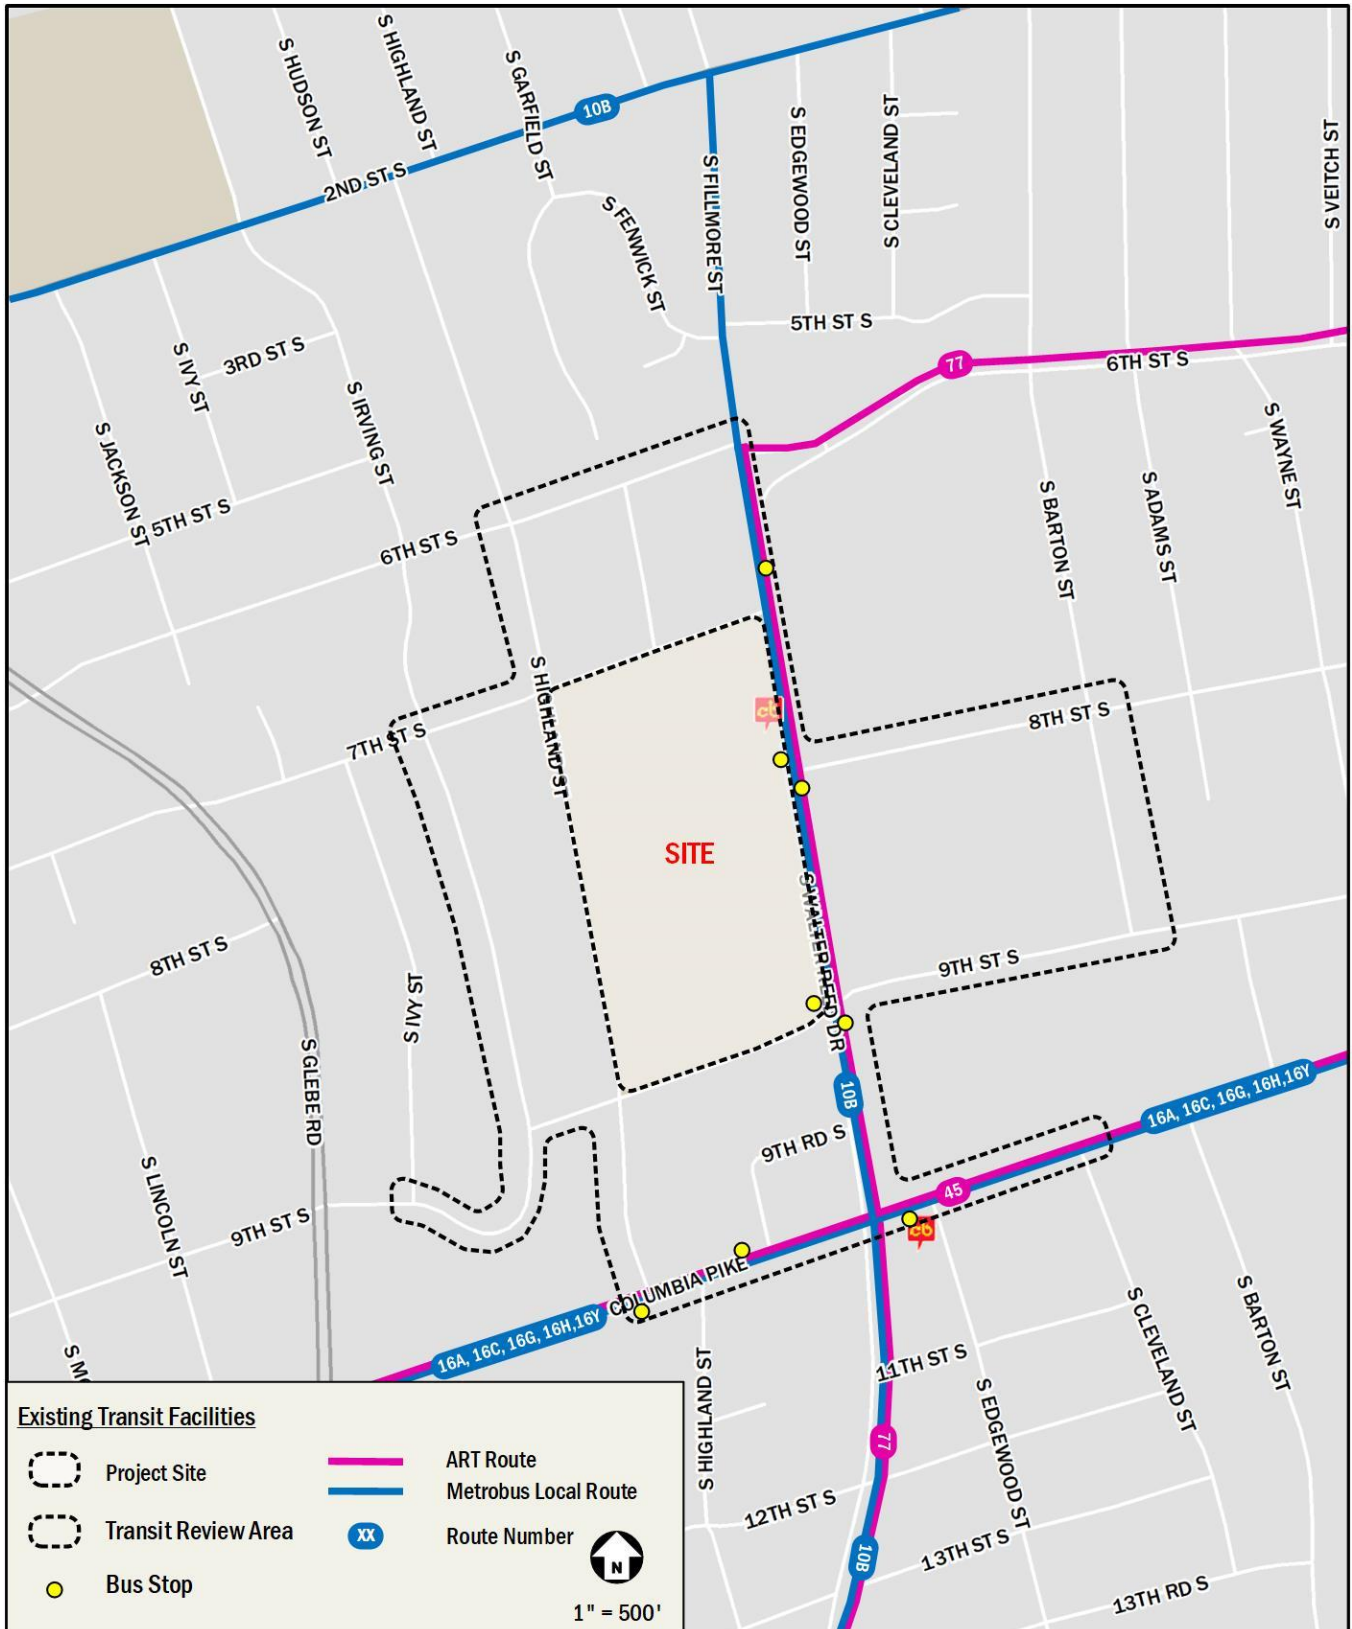 S HUDSON ST
S HIGHLAND ST
S GARFIELD ST
10B
2ND ST S
S FENWICK ST
S FILLMORE ST
S EDGEWOOD ST
S CLEVELAND ST
S VEITCH ST
5TH ST S
3RD ST S
S IVY ST
S IRVING ST
S JACKSON ST
77
6TH ST S
S WAYNE ST
5TH ST S
6TH ST S
S BARTON ST
S ADAMS ST
S HIGHLAND ST
7TH ST S
cb
8TH ST S
SITE
S WALTER REED DR
8TH ST S
S IVY ST
9TH ST S
S GLEBE RD
10B
16A, 16C, 16G, 16H,16Y
9TH RD S
S LINCOLN ST
9TH ST S
45
cb
COLUMBIA PIKE
16A, 16C, 16G, 16H,16Y
S CLEVELAND ST
S BARTON ST
S HIGHLAND ST
11TH ST S
S EDGEWOOD ST
77
12TH ST S
13TH ST S
10B
13TH RD S
Existing Transit Facilities
Project Site
Transit Review Area
Bus Stop
ART Route
Metrobus Local Route
XX
Route Number
N
1" = 500'